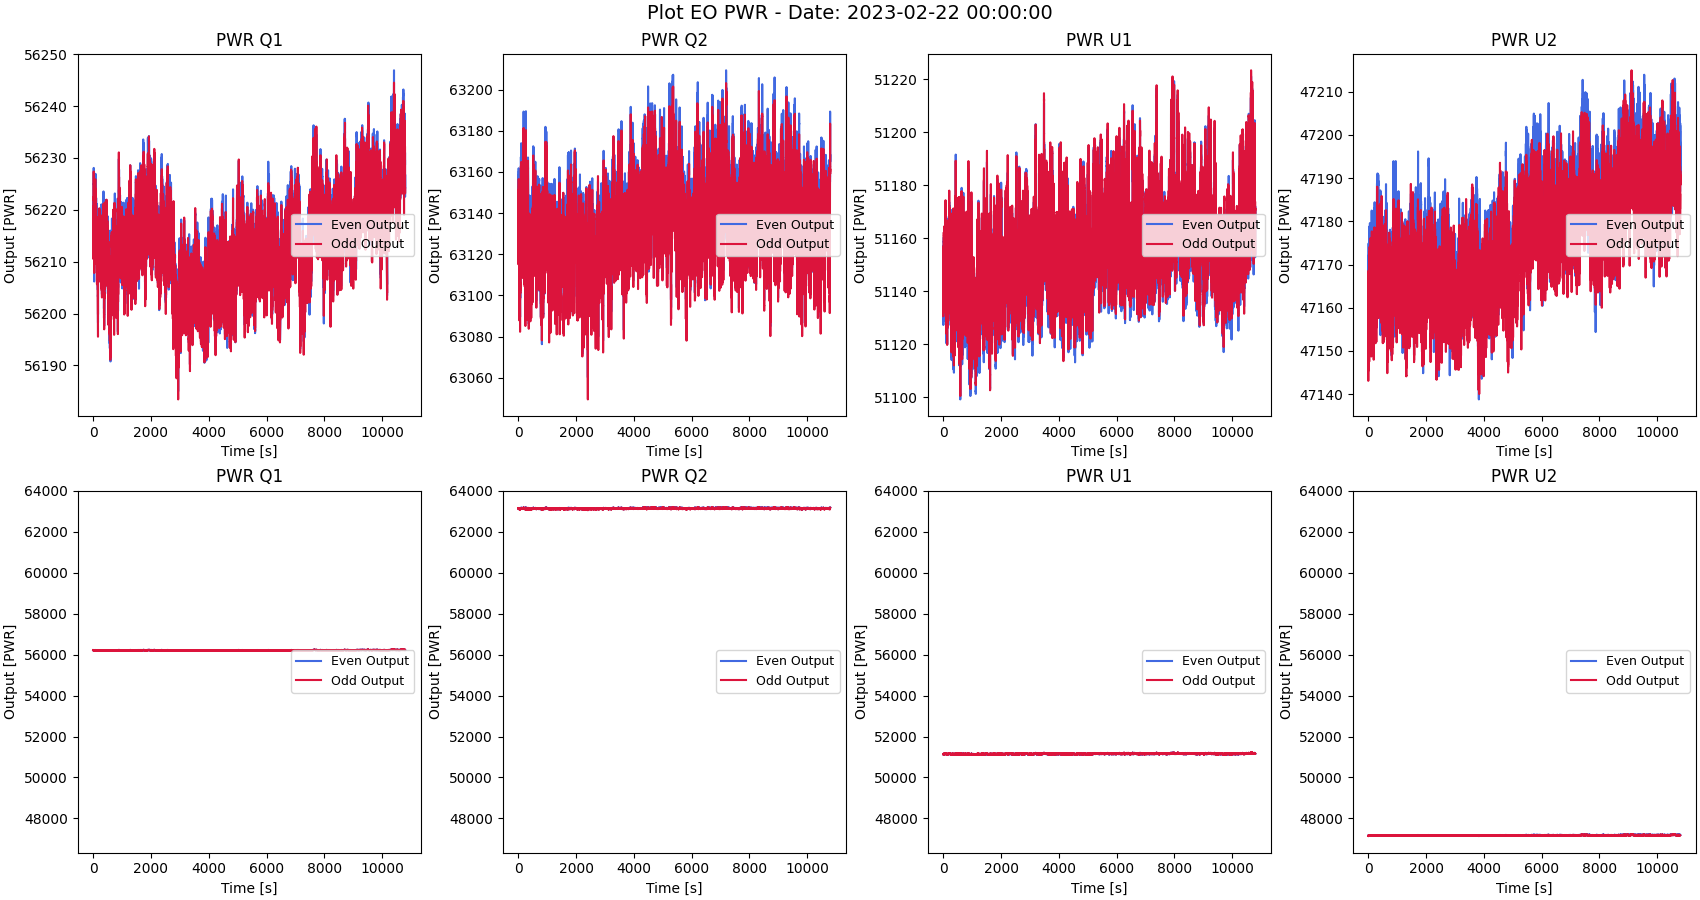 Plot EO PWR - Date: 2023-02-22 00:00:00
PWR Q1
Output [PWR]
56250
56240
56230
56220
56210
56200
56190
0 2000 4000 6000 8000 10000
Time [s]
Even Output
Odd Output
PWR Q2
Output [PWR]
63200
63180
63160
63140
63120
63100
63080
63060
0 2000 4000 6000 8000 10000
Time [s]
Even Output
Odd Output
PWR U1
Output [PWR]
51220
51200
51180
51160
51140
51120
51100
0 2000 4000 6000 8000 10000
Time [s]
Even Output
Odd Output
PWR U2
Output [PWR]
47210
47200
47190
47180
47170
47160
47150
47140
0 2000 4000 6000 8000 10000
Time [s]
Even Output
Odd Output
PWR Q1
Output [PWR]
64000
62000
60000
58000
56000
54000
52000
50000
48000
0 2000 4000 6000 8000 10000
Time [s]
Even Output
Odd Output
PWR Q2
Output [PWR]
64000
62000
60000
58000
56000
54000
52000
50000
48000
0 2000 4000 6000 8000 10000
Time [s]
Even Output
Odd Output
PWR U1
Output [PWR]
64000
62000
60000
58000
56000
54000
52000
50000
48000
0 2000 4000 6000 8000 10000
Time [s]
Even Output
Odd Output
PWR U2
Output [PWR]
64000
62000
60000
58000
56000
54000
52000
50000
48000
0 2000 4000 6000 8000 10000
Time [s]
Even Output
Odd Output